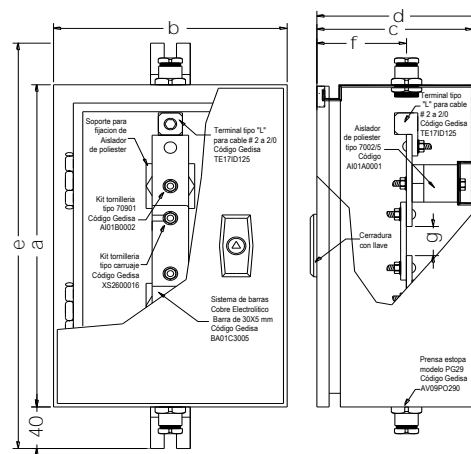 b
d
c
f
Soporte para
fijacion de
Aislador
de poliester
Terminal tipo "L"
para cable # 2 a 2/0
Código Gedisa
TE17ID125
Kit tornilleria
tipo 70901
Código Gedisa
AI01B0002
Kit tornilleria
tipo carruaje
Código Gedisa
XS2600016
Sistema de barras
Cobre Electrolitico
Barra de 30X5 mm
Código Gedisa
BA01C3005
e
a
40
Terminal tipo
"L" para cable
# 2 a 2/0
Código Gedisa
TE17ID125
Aislador
de poliester
tipo 7002/5
Código
AI01A0001
g
Cerradura
con llave
Prensa estopa
modelo PG29
Código Gedisa
AV09PO290